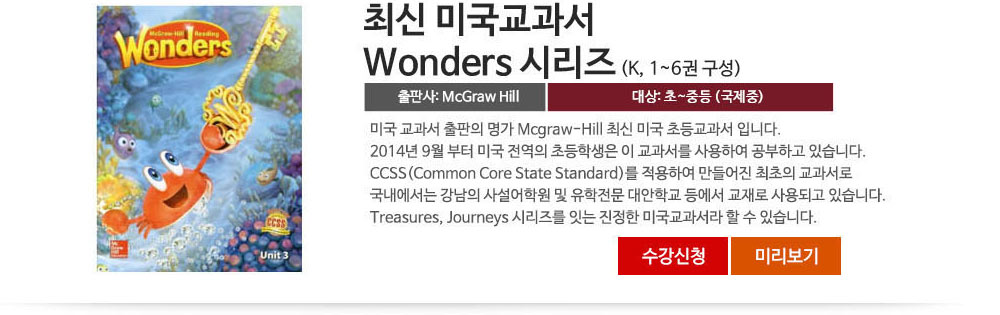 최신 미국교과서
Wonders 시리즈 (K, 1~6권 구성)
출판사: McGraw Hill
대상: 초~중등 (국제중)
미국 교과서 출판의 명가 Mcgraw-Hill 최신 미국 초등교과서 입니다.
2014년 9월 부터 미국 전역의 초등학생은 이 교과서를 사용하여 공부하고 있습니다.
CCSS(Common Core State Standard)를 적용하여 만들어진 최초의 교과서로
국내에서는 강남의 사설어학원 및 유학전문 대안학교 등에서 교재로 사용되고 있습니다.
Treasures, Journeys 시리즈를 잇는 진정한 미국교과서라 할 수 있습니다.
수강신청
미리보기
McGraw-Hill Reading
Wonders
CCSS
Mc
Graw
Hill
Unit 3